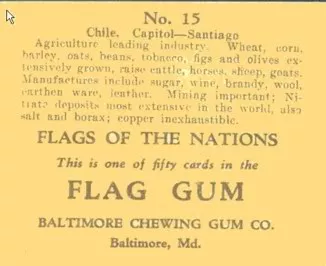 No. 15
Chile. Capitol—Santiago
Agriculture leading industry. Wheat, corn,
barley, oats, beans, tobacco, figs and olives ex-
tensively grown, raise cattle, horses, sheep, goats.
Manufactures include sugar, wine, brandy, wool,
earthen ware, leather. Mining important; Ni-
trate deposits most extensive in the world, also
salt and borax; copper inexhaustible.
FLAGS OF THE NATIONS
This is one of fifty cards in the
FLAG GUM
BALTIMORE CHEWING GUM CO.
Baltimore, Md.